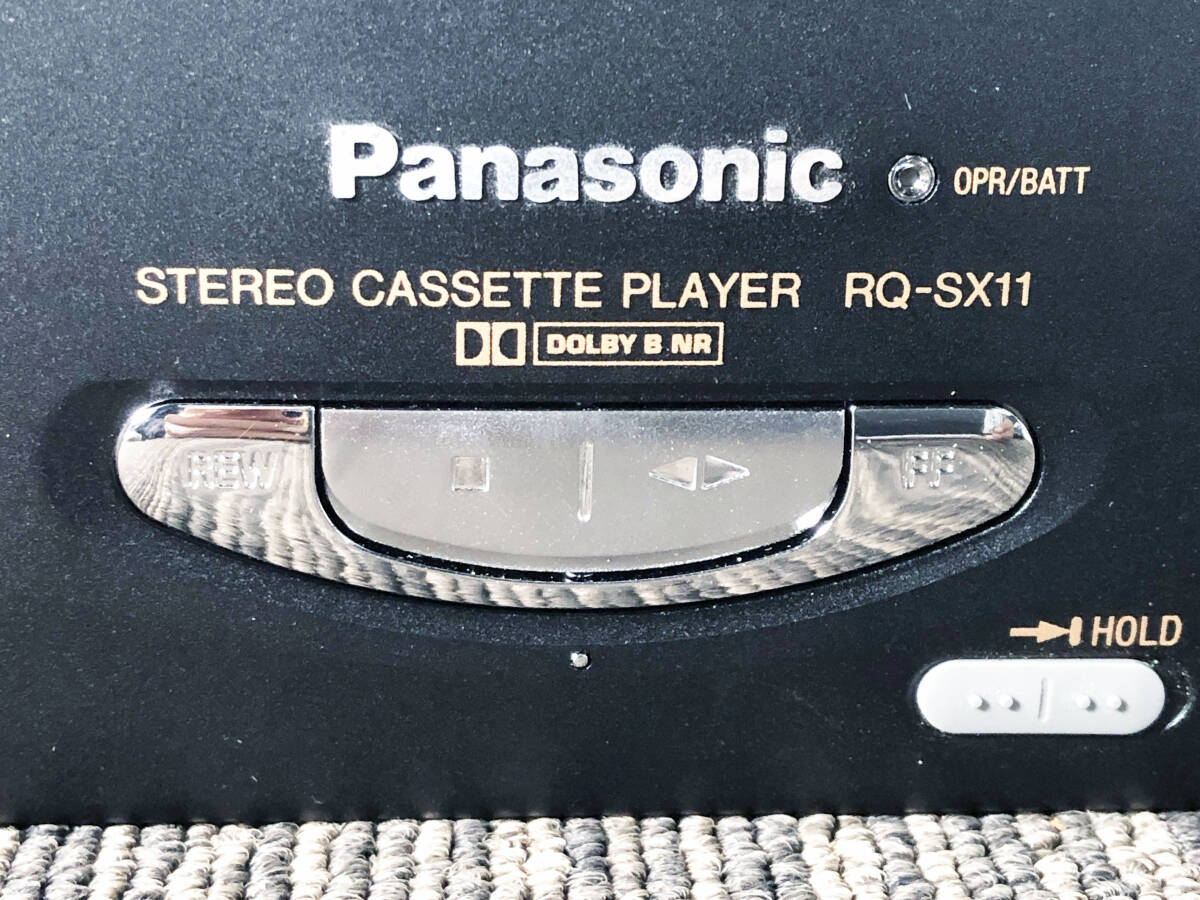 Panasonic
OPR/BATT
STEREO CASSETTE PLAYER RQ-SX11
DOLBY B NR
REW
FF
HOLD